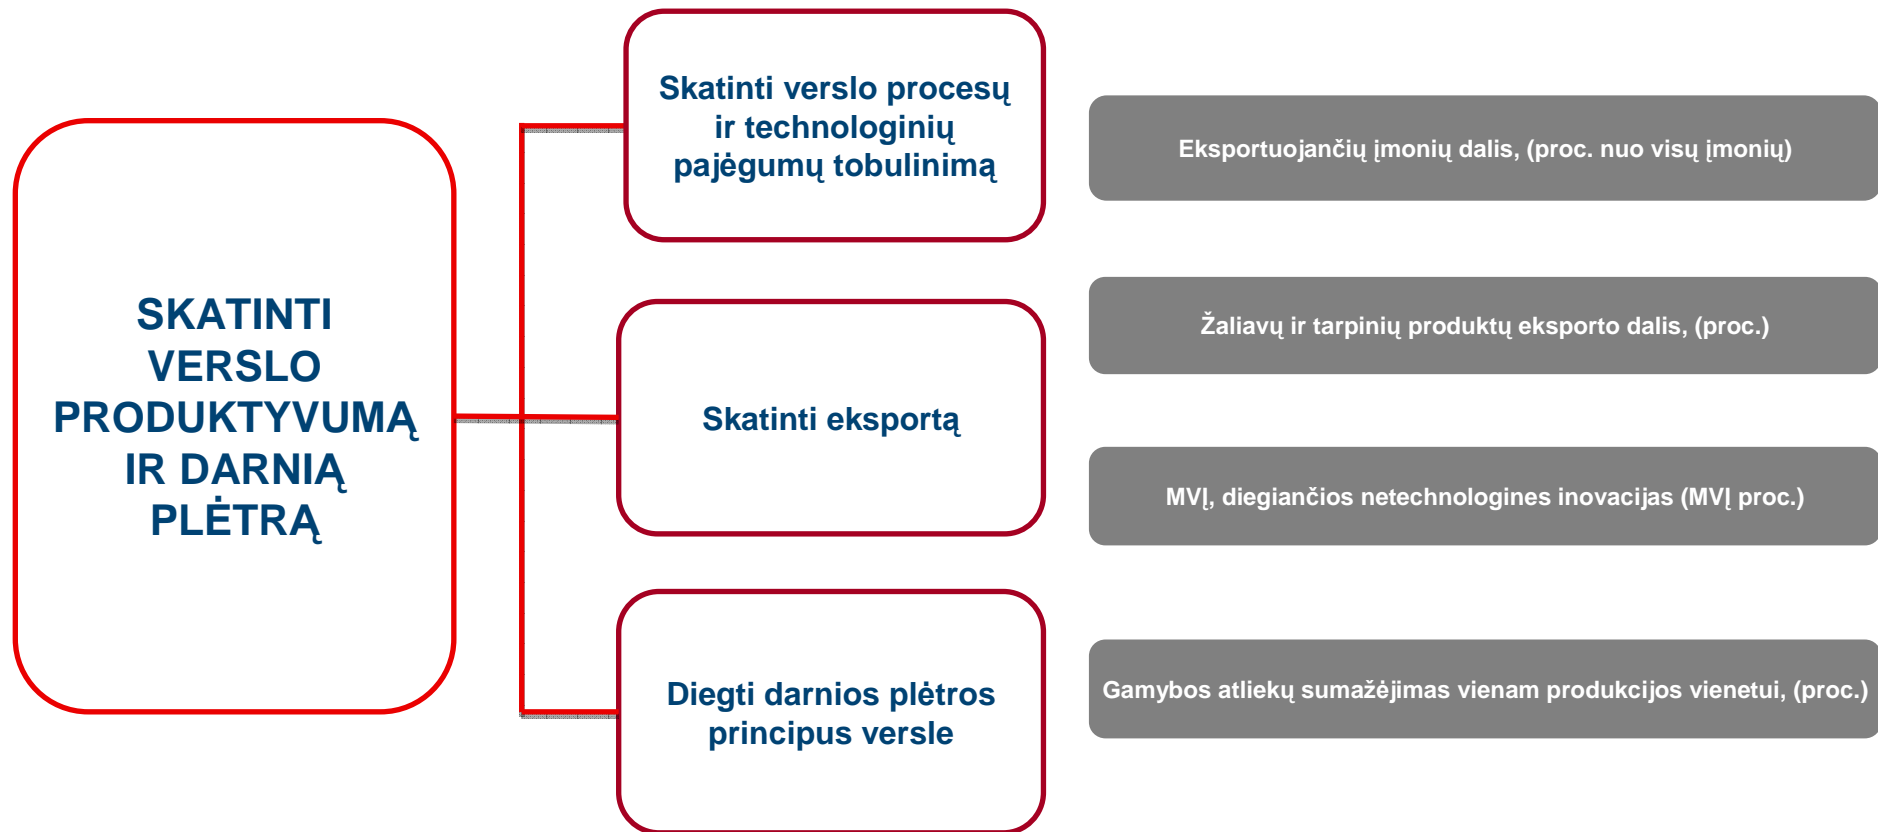 SKATINTI
VERSLO
PRODUKTYVUMĄ
IR DARNIĄ
PLĖTRĄ
Skatinti verslo procesų
ir technologinių
pajėgumų tobulinimą
Skatinti eksportą
Diegti darnios plėtros
principus versle
Eksportuojančių įmonių dalis, (proc. nuo visų įmonių)
Žaliavų ir tarpinių produktų eksporto dalis, (proc.)
MVĮ, diegiančios netechnologines inovacijas (MVĮ proc.)
Gamybos atliekų sumažėjimas vienam produkcijos vienetui, (proc.)